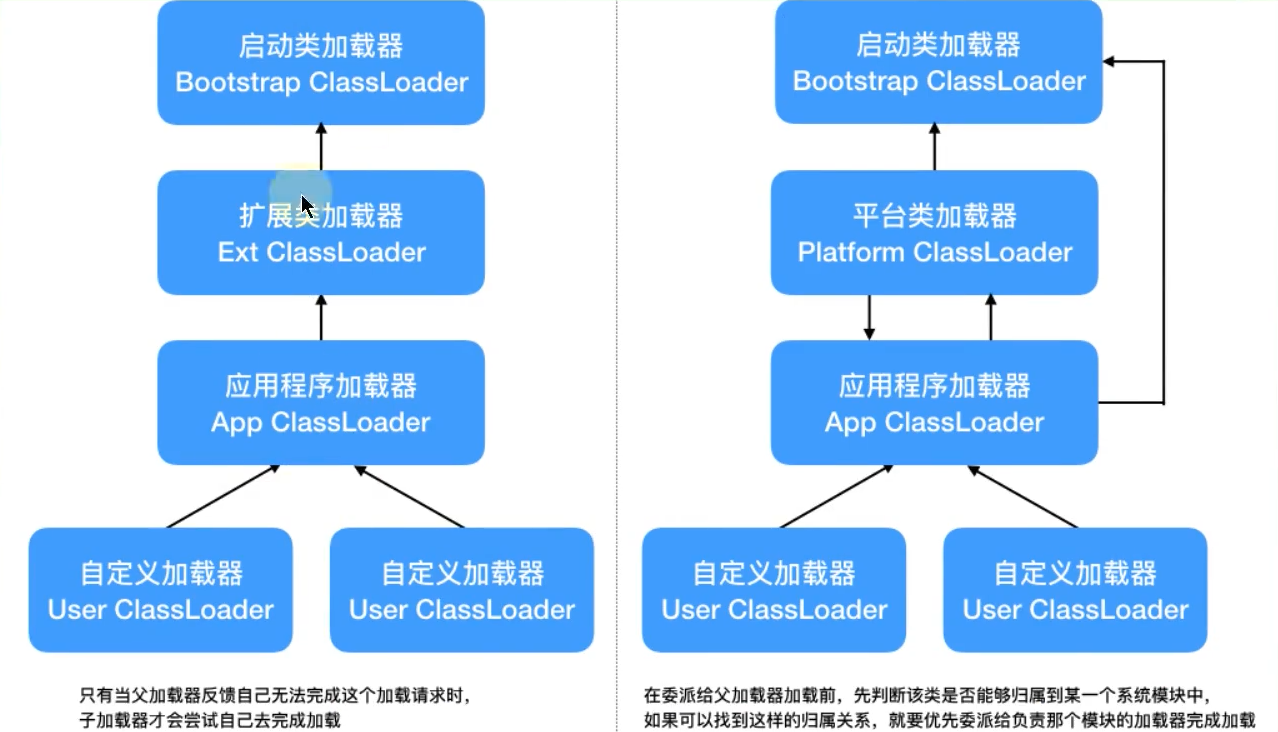 启动类加载器
Bootstrap ClassLoader
扩展类加载器
Ext ClassLoader
应用程序加载器
App ClassLoader
自定义加载器
User ClassLoader
自定义加载器
User ClassLoader
只有当父加载器反馈自己无法完成这个加载请求时，
子加载器才会尝试自己去完成加载
启动类加载器
Bootstrap ClassLoader
平台类加载器
Platform ClassLoader
应用程序加载器
App ClassLoader
自定义加载器
User ClassLoader
自定义加载器
User ClassLoader
在委派给父加载器加载前，先判断该类是否能够归属到某一个系统模块中，
如果可以找到这样的归属关系，就要优先委派给负责那个模块的加载器完成加载